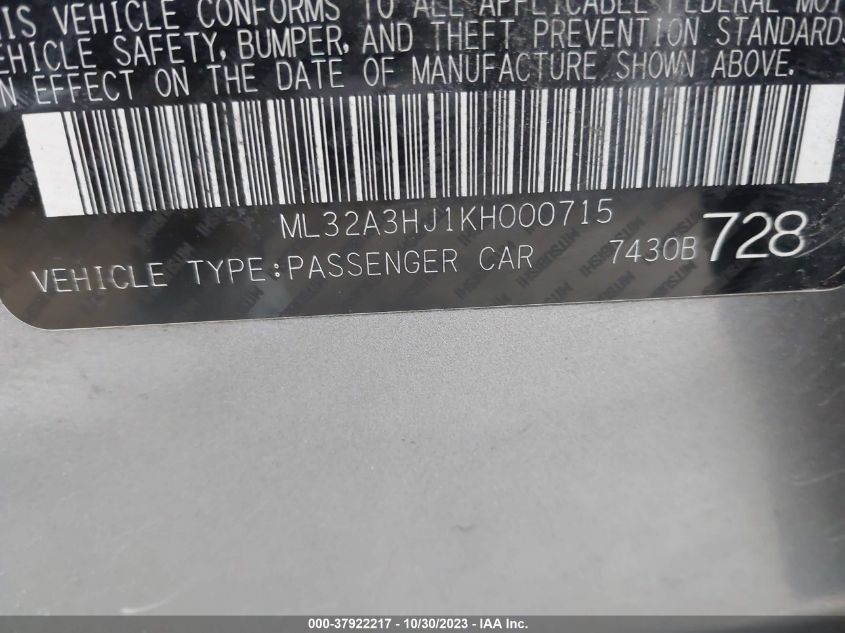 IS VEHICLE CONFORMS TO ALL APPLICABLE FEDERAL MOT
EHICLE SAFETY, BUMPER, AND THEFT PREVENTION STANDARDS
N EFFECT ON THE DATE OF MANUFACTURE SHOWN ABOVE.
ML32A3HJ1KH000715
VEHICLE TYPE:PASSENGER CAR 7430B 728
000-37922217 - 10/30/2023 - IAA Inc.